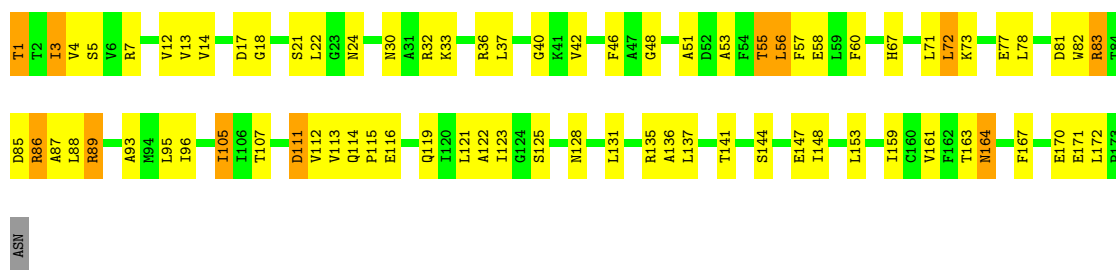 T1 T2 I3 V4 S5 V6 R7 V12 V13 V14 D17 G18 S21 L22 G23 N24 N30 A31 R32 K33 R36 L37 G40 K41 V42 F46 A47 G48 A51 D52 A53 F54 T55 L56 F57 E58 L59 F60 H67 L71 L72 K73 E77 L78 D81 W82 R83 T84
D85 R86 A87 L88 R89 A93 M94 L95 I96 I105 I106 T107 D111 V112 V113 Q114 P115 E116 Q119 I120 L121 A122 I123 G124 S125 N128 L131 R135 A136 L137 T141 S144 E147 I148 L153 I159 C160 V161 F162 T163 N164 F167 E170 E171 L172
ASN